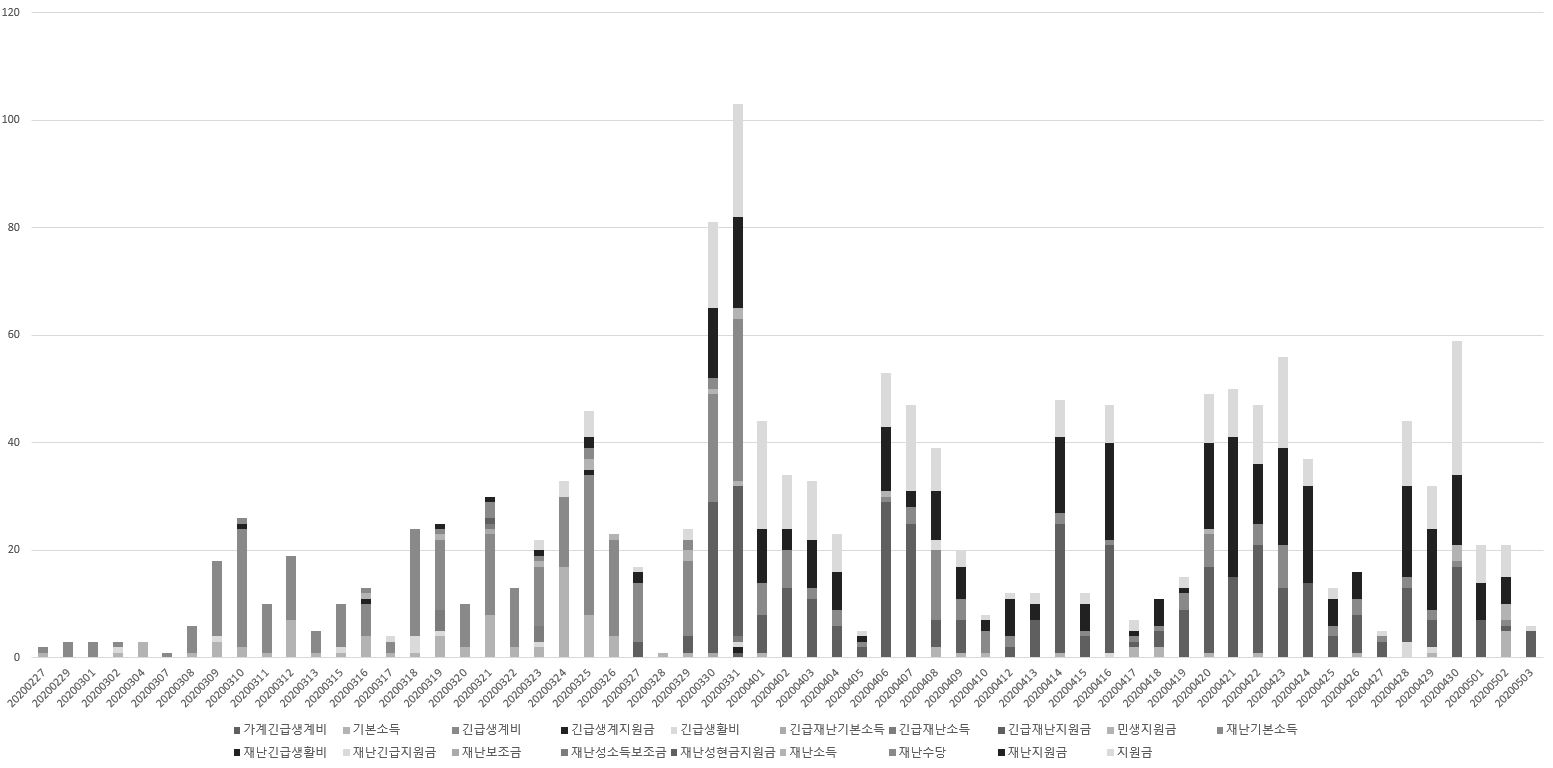 120
100
80
60
40
20
0
20200227 20200229 20200301 20200302 20200304 20200307 20200308 20200309 20200310 20200311 20200312 20200313 20200315 20200316 20200317 20200318 20200319 20200320 20200321 20200322 20200323 20200324 20200325 20200326 20200327 20200328 20200329 20200330 20200331 20200401 20200402 20200403 20200404 20200405 20200406 20200407 20200408 20200409 20200410 20200412 20200413 20200414 20200415 20200416 20200417 20200418 20200419 20200420 20200421 20200422 20200423 20200424 20200425 20200426 20200427 20200428 20200429 20200430 20200501 20200502 20200503
가계긴급생계비 기본소득 긴급생계비 긴급생계지원금 긴급생활비 긴급재난기본소득 긴급재난소득 긴급재난지원금 민생지원금 재난기본소득
재난긴급생활비 재난긴급지원금 재난보조금 재난성소득보조금 재난성현금지원금 재난소득 재난수당 재난지원금 지원금